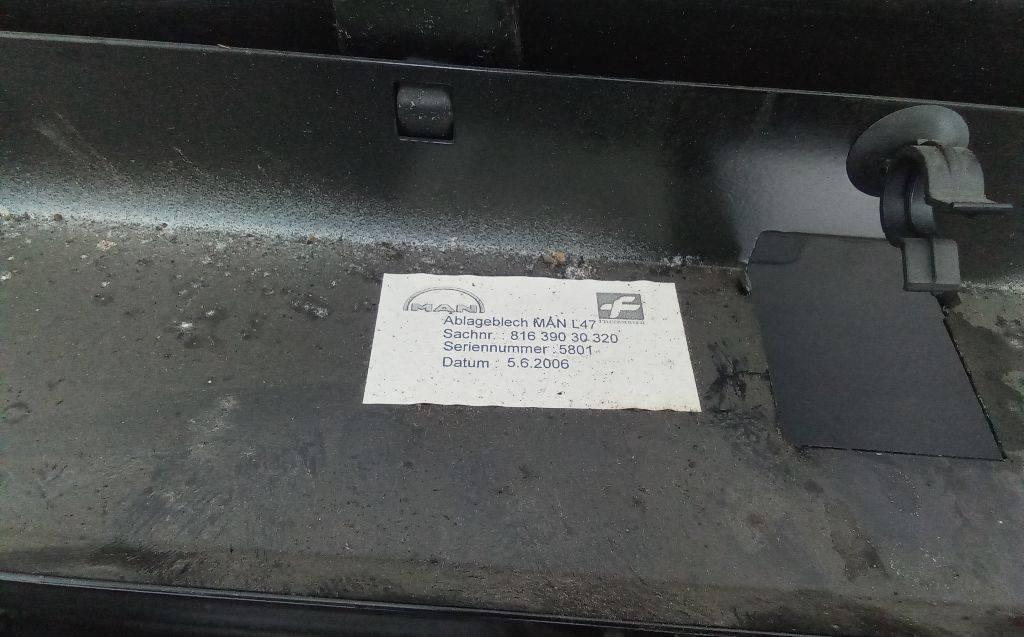 MAN
Ablageblech MAN L47
Sachnr. : 816 390 30 320
Seriennummer : 5801
Datum : 5.6.2006